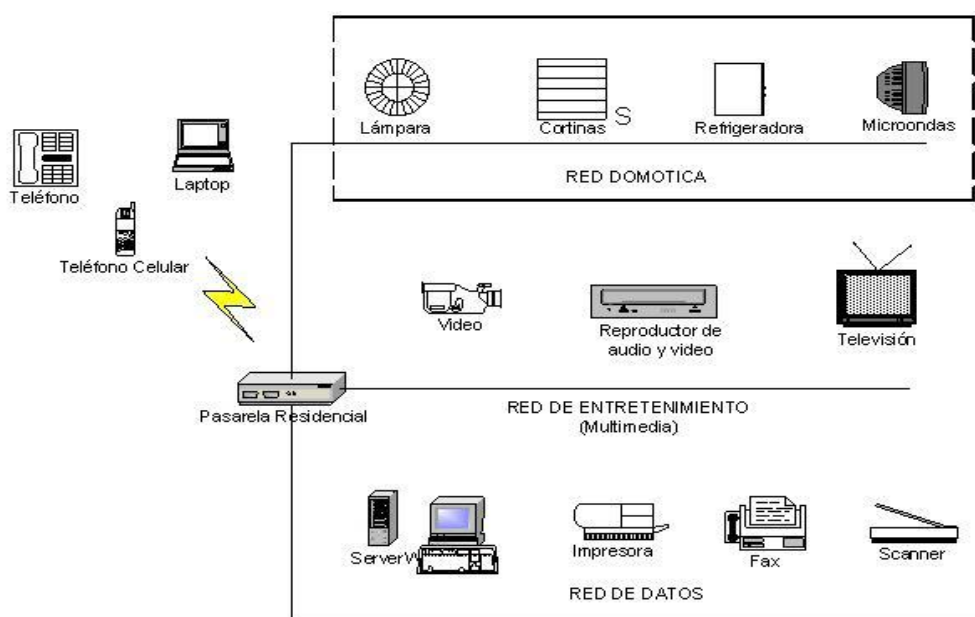 Lámpara
Cortinas
S
Refrigeradora
Microondas
RED DOMOTICA
Teléfono
Laptop
Teléfono Celular
Video
Reproductor de
audio y video
Televisión
Pasarela Residencial
RED DE ENTRETENIMIENTO
(Multimedia)
ServerW
Impresora
Fax
Scanner
RED DE DATOS